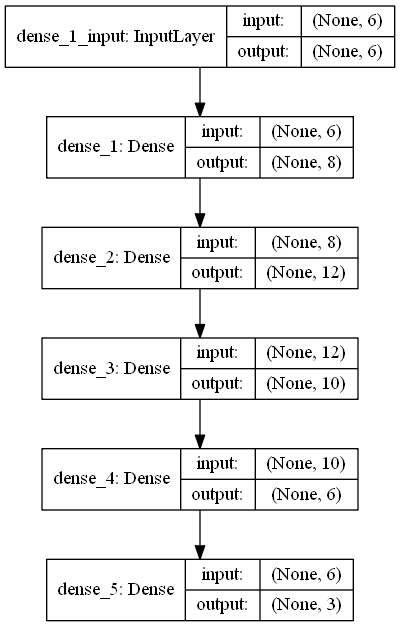 dense_1_input: InputLayer
input: (None, 6)
output: (None, 6)
dense_1: Dense
input: (None, 6)
output: (None, 8)
dense_2: Dense
input: (None, 8)
output: (None, 12)
dense_3: Dense
input: (None, 12)
output: (None, 10)
dense_4: Dense
input: (None, 10)
output: (None, 6)
dense_5: Dense
input: (None, 6)
output: (None, 3)